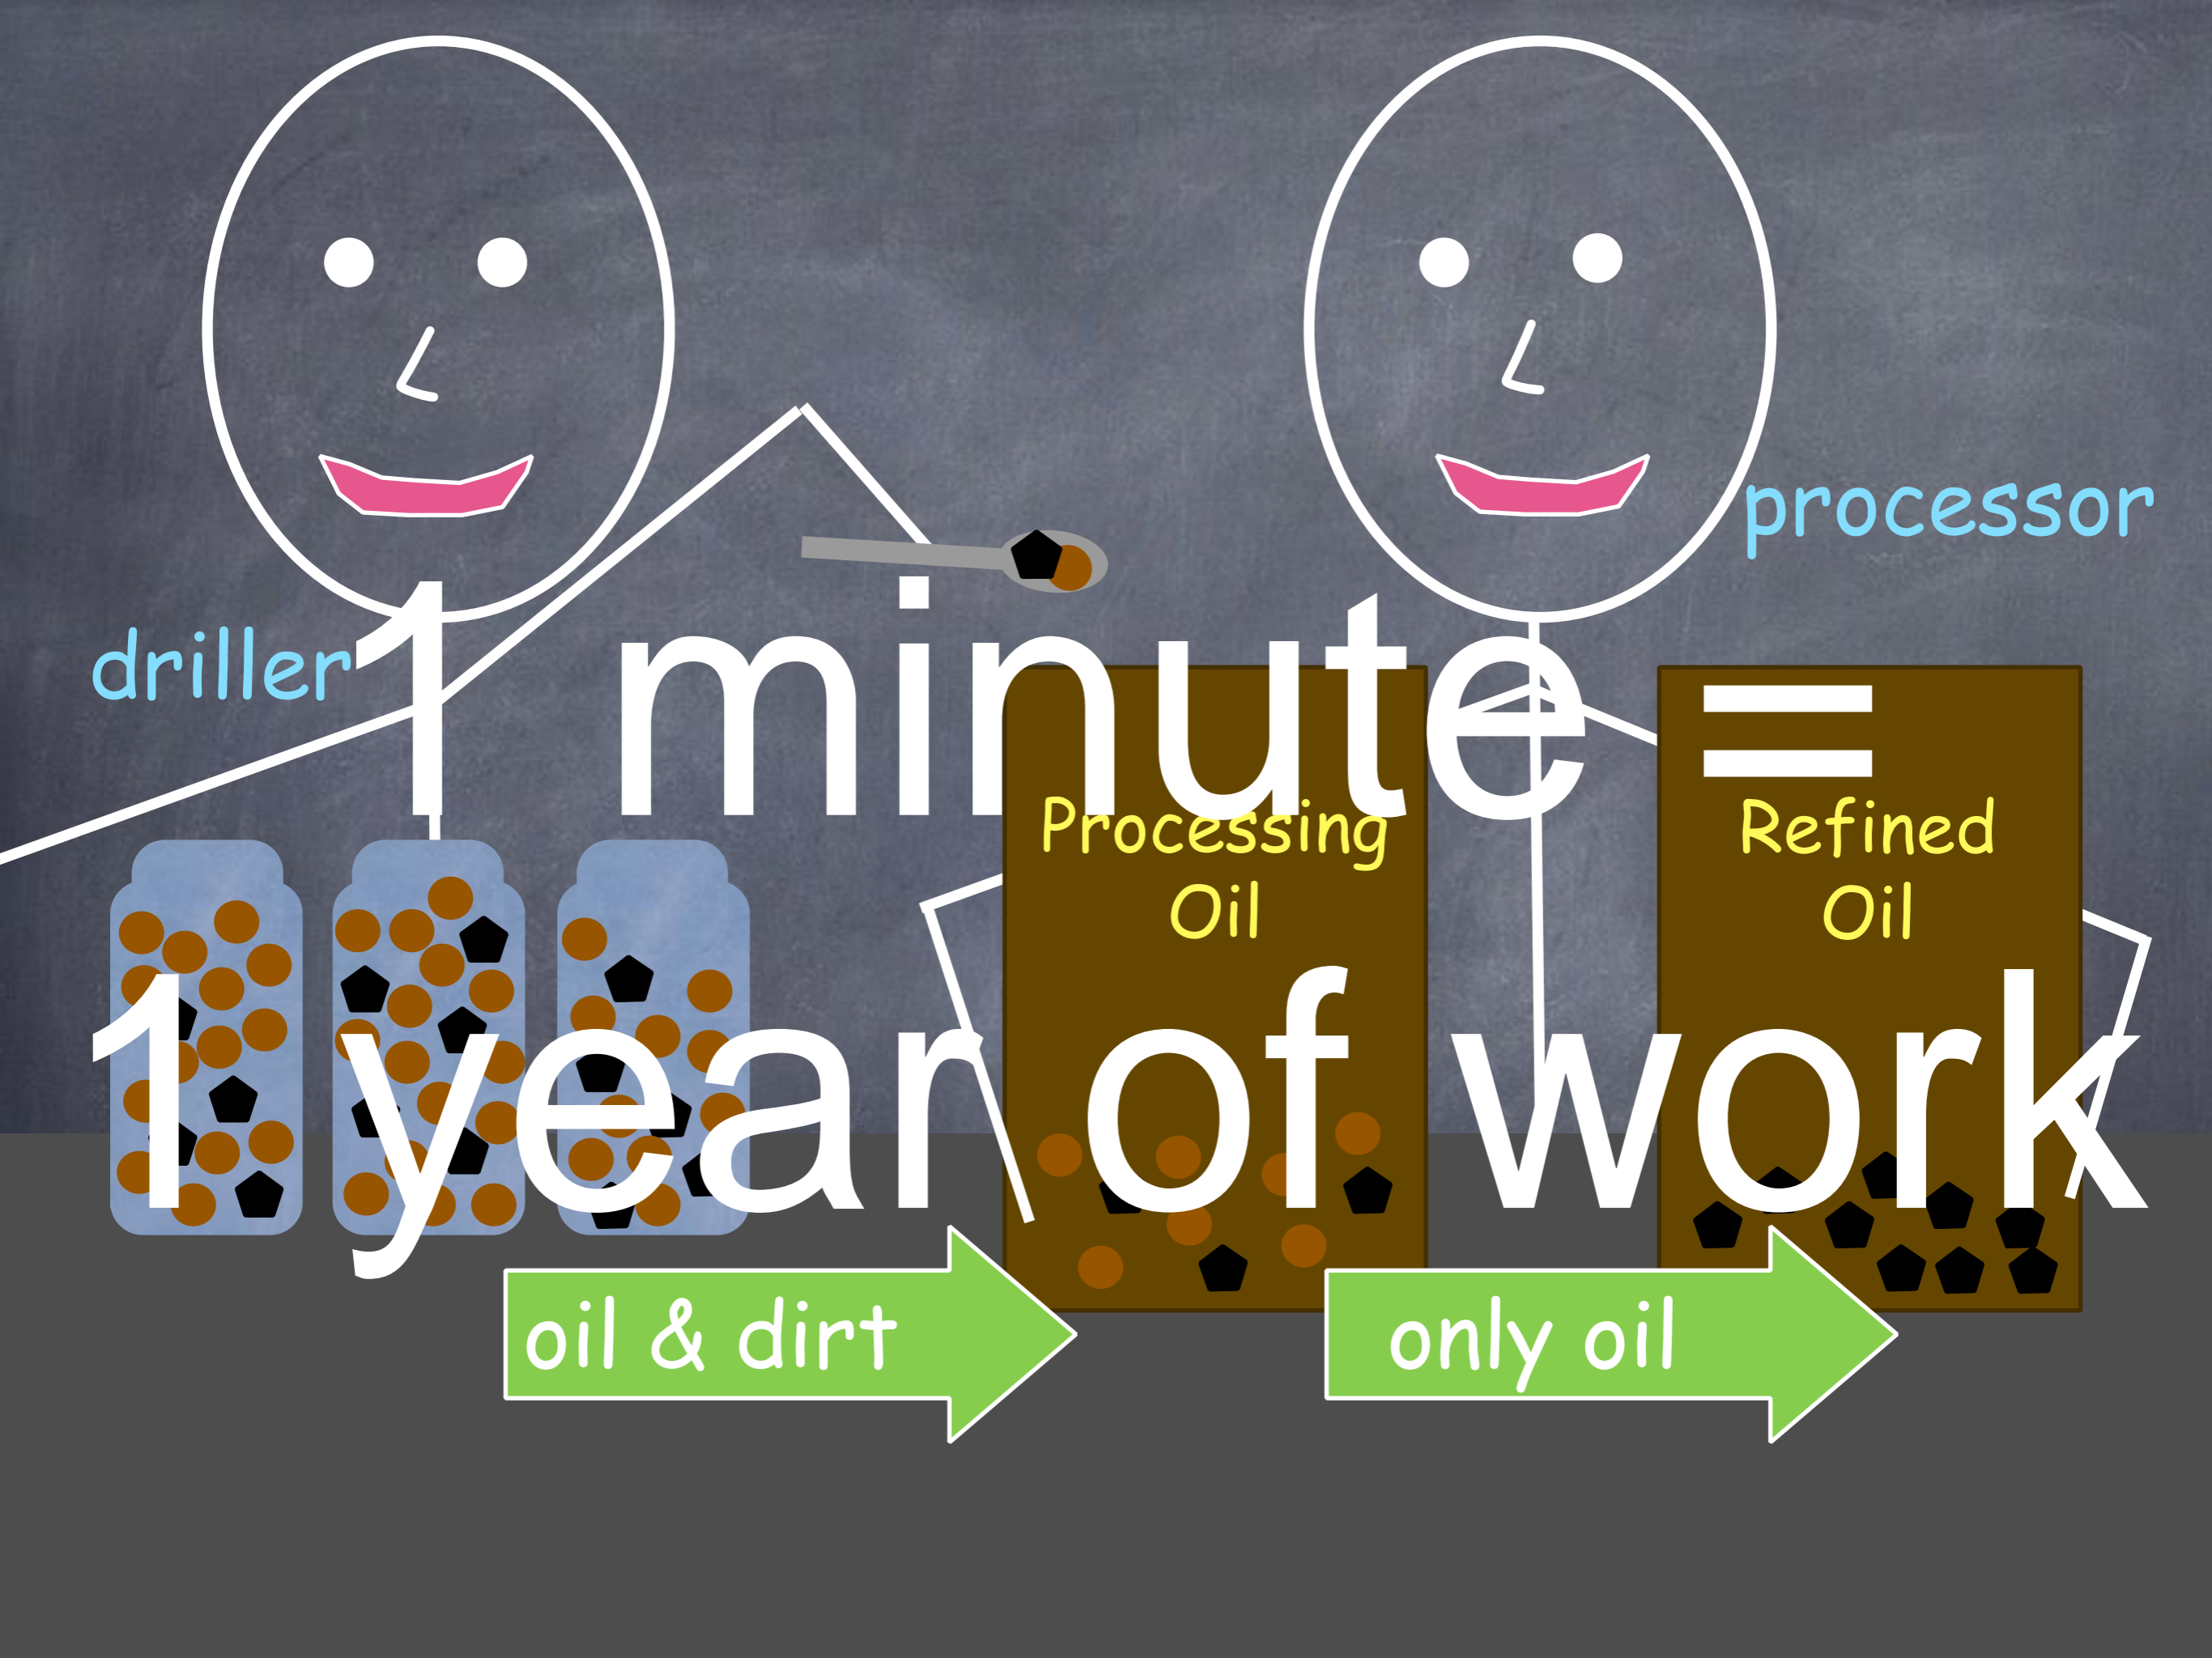 processor
driller
1 minute =
Processing
Oil
Refined
Oil
1 year of work
oil & dirt
only oil